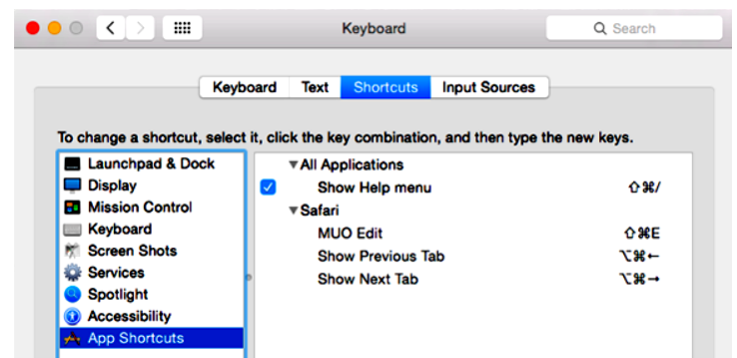 Keyboard
Search
Keyboard Text Shortcuts Input Sources
To change a shortcut, select it, click the key combination, and then type the new keys.
Launchpad & Dock
Display
Mission Control
Keyboard
Screen Shots
Services
Spotlight
Accessibility
App Shortcuts
All Applications
Show Help menu ⇧⌘/
Safari
MUO Edit ⇧⌘E
Show Previous Tab ⌥⌘←
Show Next Tab ⌥⌘→